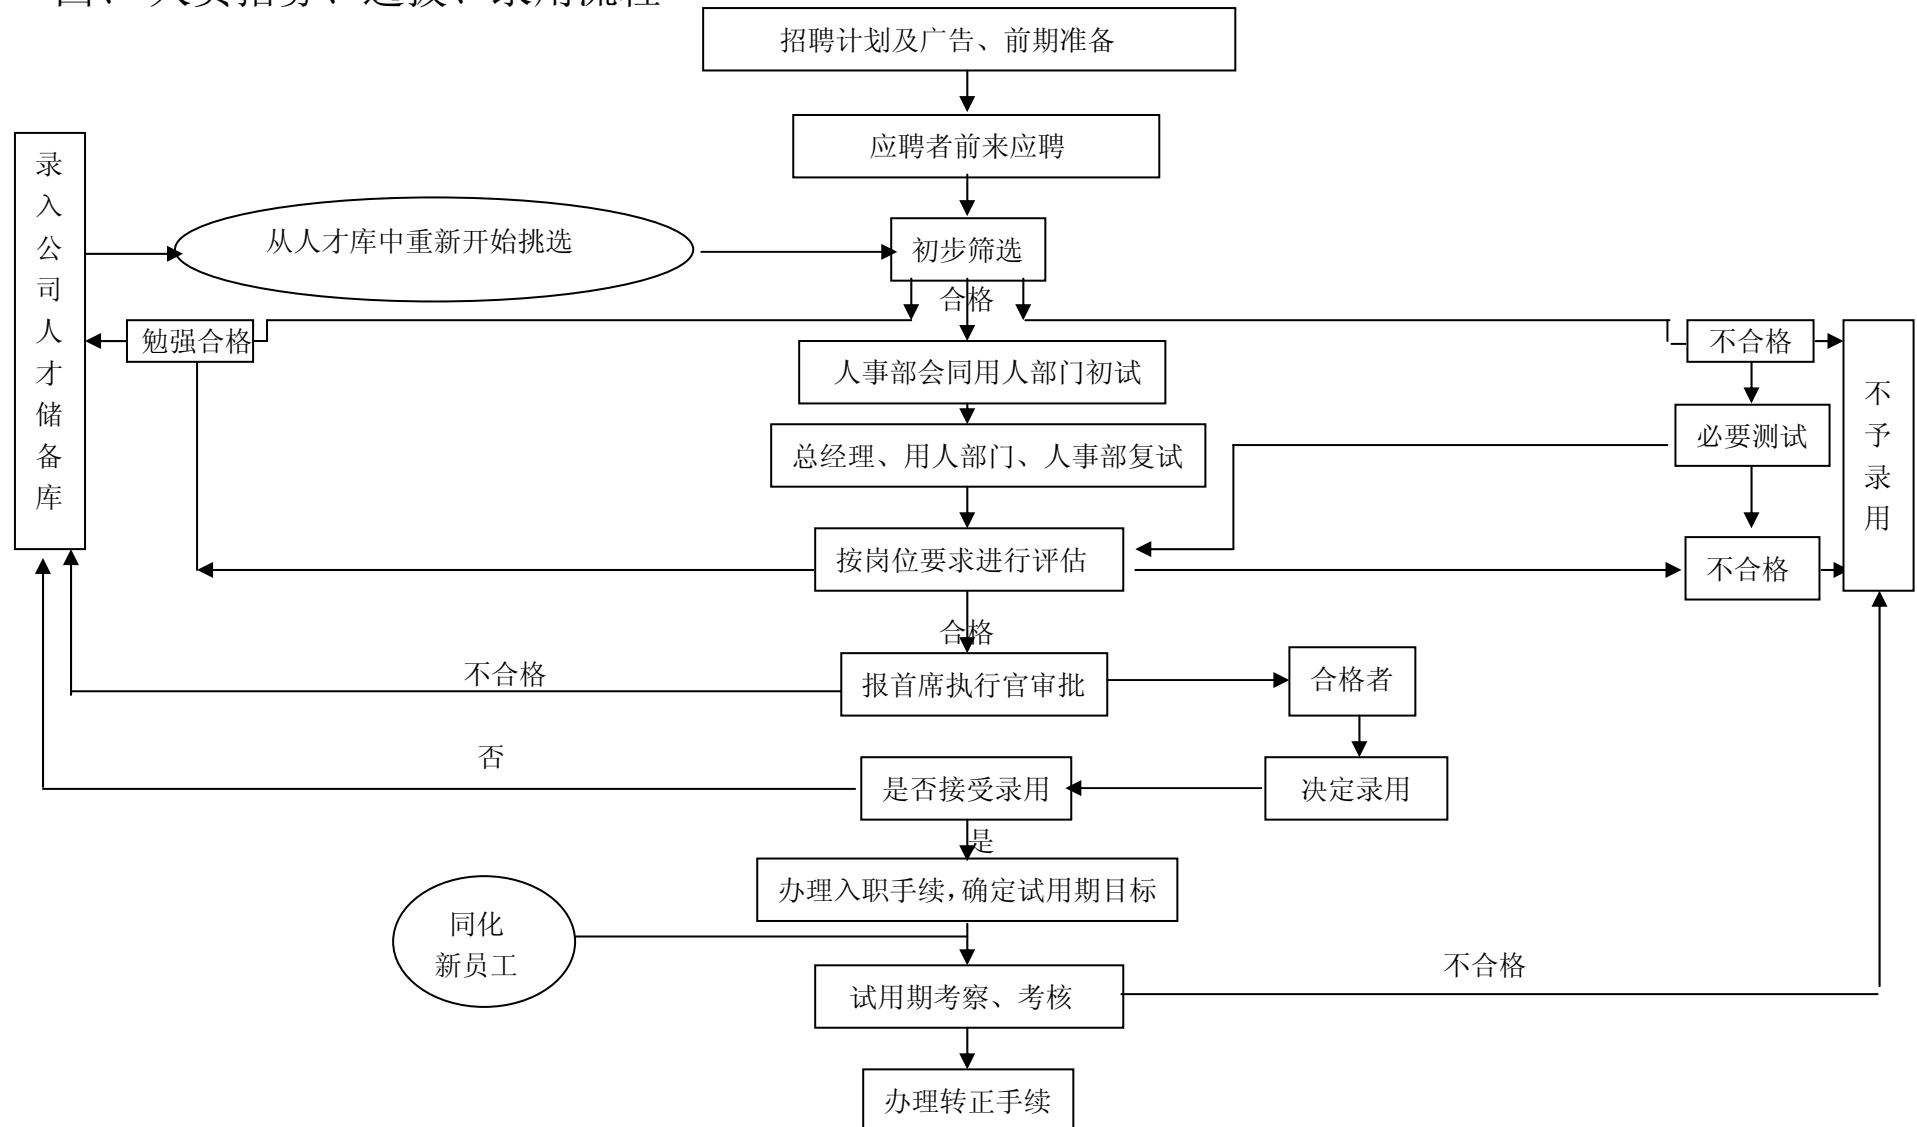 招聘计划及广告、前期准备
应聘者前来应聘
录入公司人才储备库
从人才库中重新开始挑选
初步筛选
合格
勉强合格
不合格
人事部会同用人部门初试
不予录用
必要测试
总经理、用人部门、人事部复试
按岗位要求进行评估
不合格
合格
不合格
报首席执行官审批
合格者
否
是否接受录用
决定录用
是
办理入职手续,确定试用期目标
同化
新员工
不合格
试用期考察、考核
办理转正手续